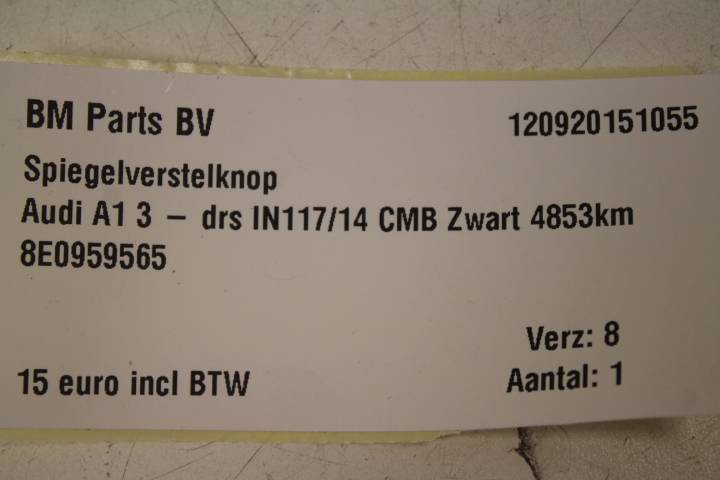 BM Parts BV
120920151055
Spiegelverstelknop
Audi A1 3 – drs IN117/14 CMB Zwart 4853km
8E0959565
Verz: 8
15 euro incl BTW
Aantal: 1